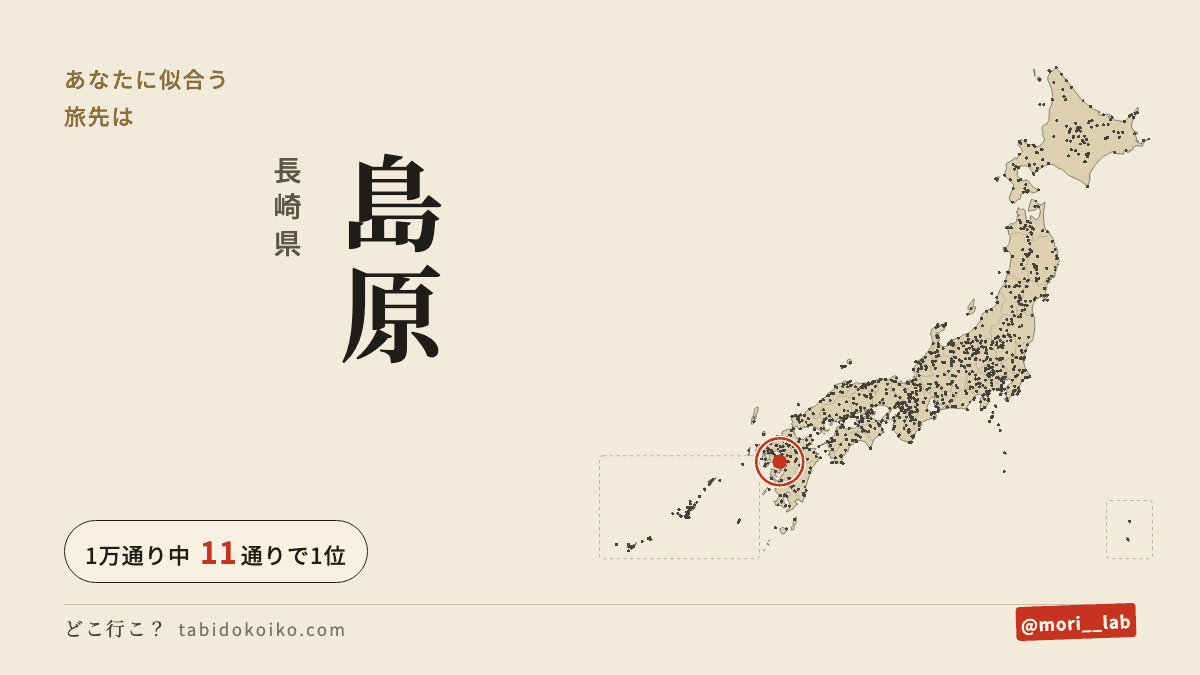 あなたに似合う
旅先は
島原
長崎県
1万通り中 11通りで1位
どこ行こ？ tabidokoiko.com
@mori__lab